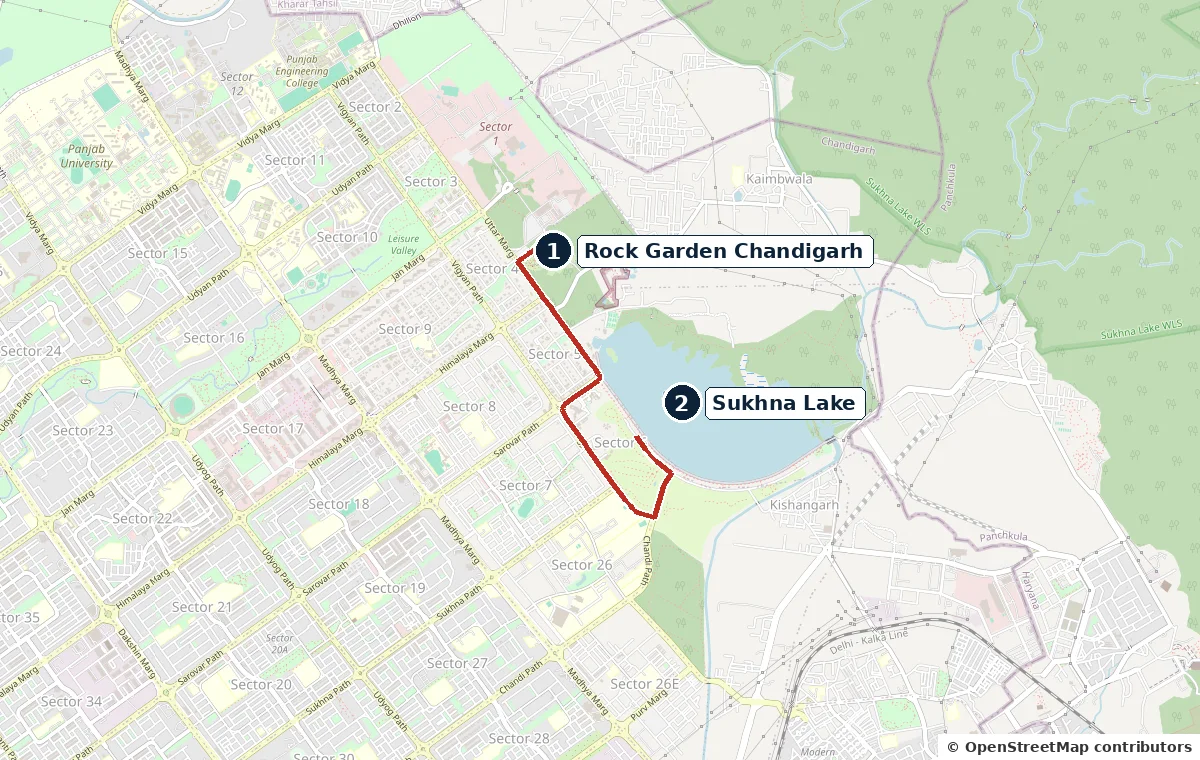 Kharar Tahsil
Dhillon
Madhya Marg
Sector
12
Punjab
Engineering
College
Vidya Marg
Sector 2
Vidya Marg
Vigyan Path
Sector
1
Panjab
University
Sector 11
Udyan Path
Sector 3
Chandigarh
Kaimbwala
Panchkula
Sukhna Lake WLS
Vidya Marg
Vidya Marg
Sector 10
Leisure
Valley
Uttar Marg
1
Rock Garden Chandigarh
Sector 15
Udyan Path
Jan Marg
Vigyan Path
Sector 4
Sector 9
Sector 16
Himalaya Marg
Sector 5
Sukhna Lake WLS
Sector 24
Jan Marg
Madhya Marg
2
Sukhna Lake
Sector 8
Sector 23
Sector 17
Himalaya Marg
Sarovar Path
Sector
Udyog Path
Sector 7
Jan Marg
Sector 18
Sector 22
Kishangarh
Madhya Marg
Panchkula
Chandi Path
Sector 26
Udyog Path
Sarovar Path
Sector 19
Himalaya Marg
Haryana
Sector 21
Sukhna Path
tor 35
Dakshin Marg
Sector
20A
Delhi - Kalka Line
Sector 27
Sarovar Path
Chandi Path
Himalaya Marg
Sector 20
Sukhna Path
Udyog Path
Madhya Marg
Sector 26E
Purv Marg
Sector 34
Sector 28
Sector 30
Modern
© OpenStreetMap contributors